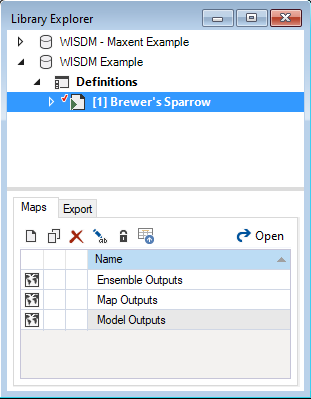 Library Explorer
WISDM - Maxent Example
WISDM Example
Definitions
[1] Brewer's Sparrow
Maps Export
ab Open
Name
Ensemble Outputs
Map Outputs
Model Outputs